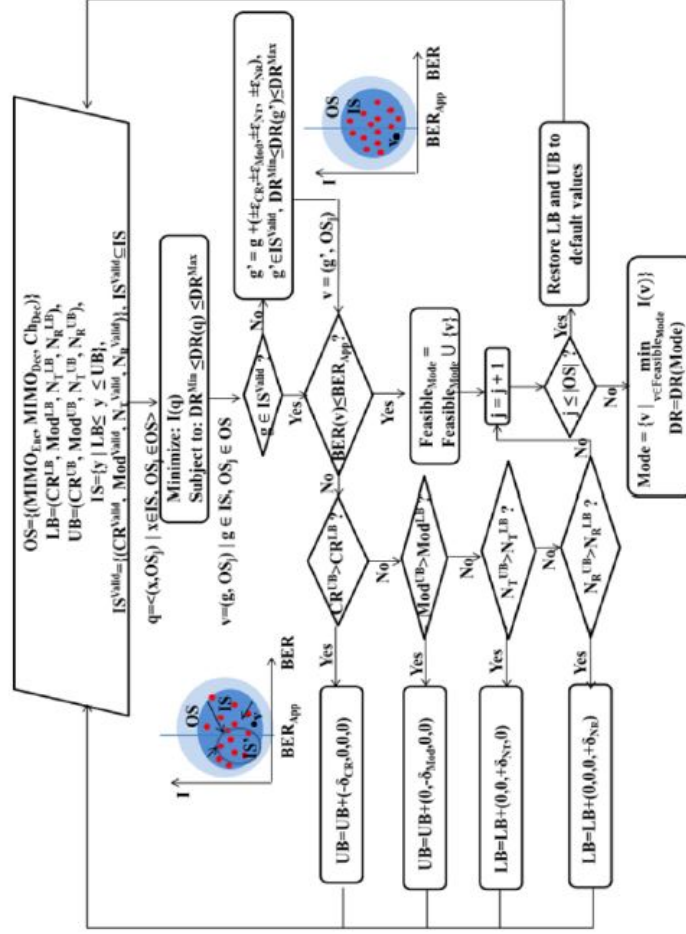 OS={(MIMO_Enc, MIMO_Dec, Ch_Dec)}
LB=(CR^LB, Mod^LB, N_T^LB, N_R^LB),
UB=(CR^UB, Mod^UB, N_T^UB, N_R^UB),
IS={y | LB≤ y ≤ UB},
IS^Valid={(CR^Valid, Mod^Valid, N_T^Valid, N_R^Valid)}, IS^Valid⊆IS
q=<(x,OS_j) | x∈IS, OS_j ∈OS>
Minimize: I(q)
Subject to: DR^Min ≤DR(q) ≤DR^Max
v=(g, OS_j) | g ∈ IS, OS_j ∈ OS
g ∈ IS^Valid ?
No
g' = g +(±ε_CR,±ε_Mod,±ε_NT, ±ε_NR),
g'∈IS^Valid, DR^Min≤DR(g')≤DR^Max
v = (g', OS_j)
Yes
BER(v)≤BER_App?
Yes
Feasible_Mode =
Feasible_Mode ∪ {v}
j = j + 1
j ≤ |OS| ?
Yes
Restore LB and UB to
default values
No
Mode = {v | min v∈Feasible_Mode I(v)}
DR=DR(Mode)
No
CR^UB>CR^LB ?
Yes
UB=UB+(-δ_CR,0,0,0)
No
Mod^UB>Mod^LB ?
Yes
UB=UB+(0,-δ_Mod,0,0)
No
N_T^UB>N_T^LB ?
Yes
LB=LB+(0,0,+δ_NT,0)
No
N_R^UB>N_R^LB ?
Yes
LB=LB+(0,0,0,+δ_NR)
No
I
OS
IS
IS'
v
BER_App
BER
I
OS
IS
v
BER_App
BER